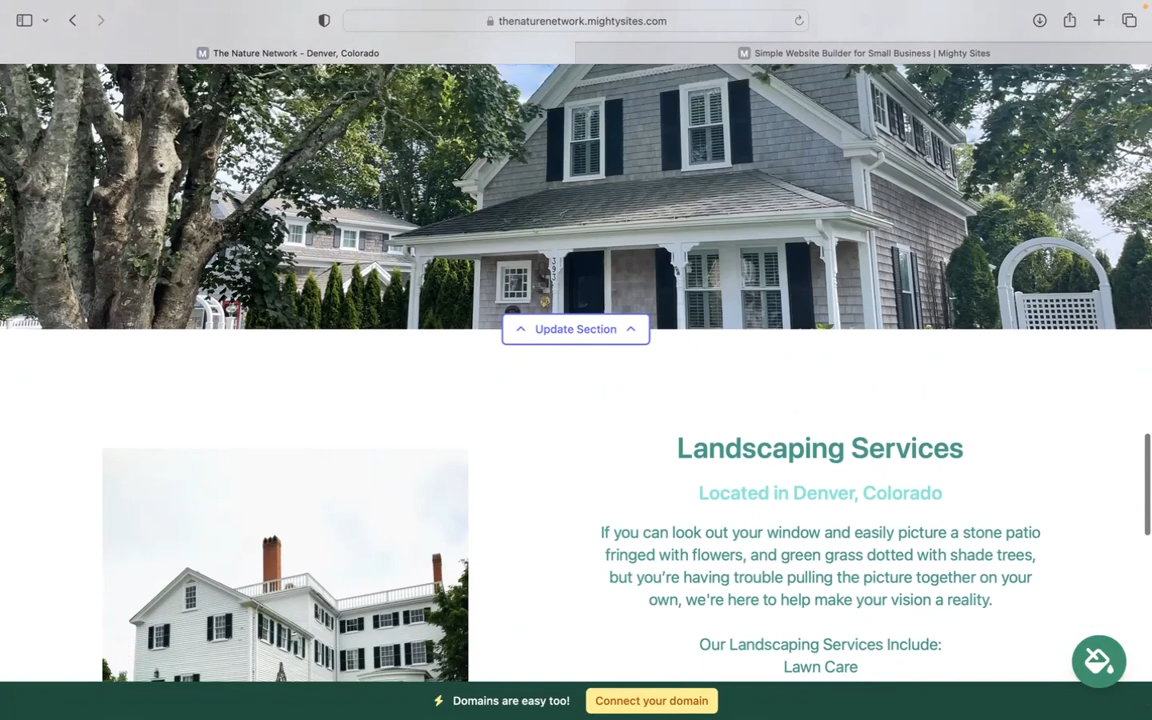 thenaturenetwork.mightysites.com
The Nature Network - Denver, Colorado
Simple Website Builder for Small Business | Mighty Sites
393
Update Section
Landscaping Services
Located in Denver, Colorado
If you can look out your window and easily picture a stone patio
fringed with flowers, and green grass dotted with shade trees,
but you're having trouble pulling the picture together on your
own, we're here to help make your vision a reality.
Our Landscaping Services Include:
Lawn Care
Domains are easy too!
Connect your domain